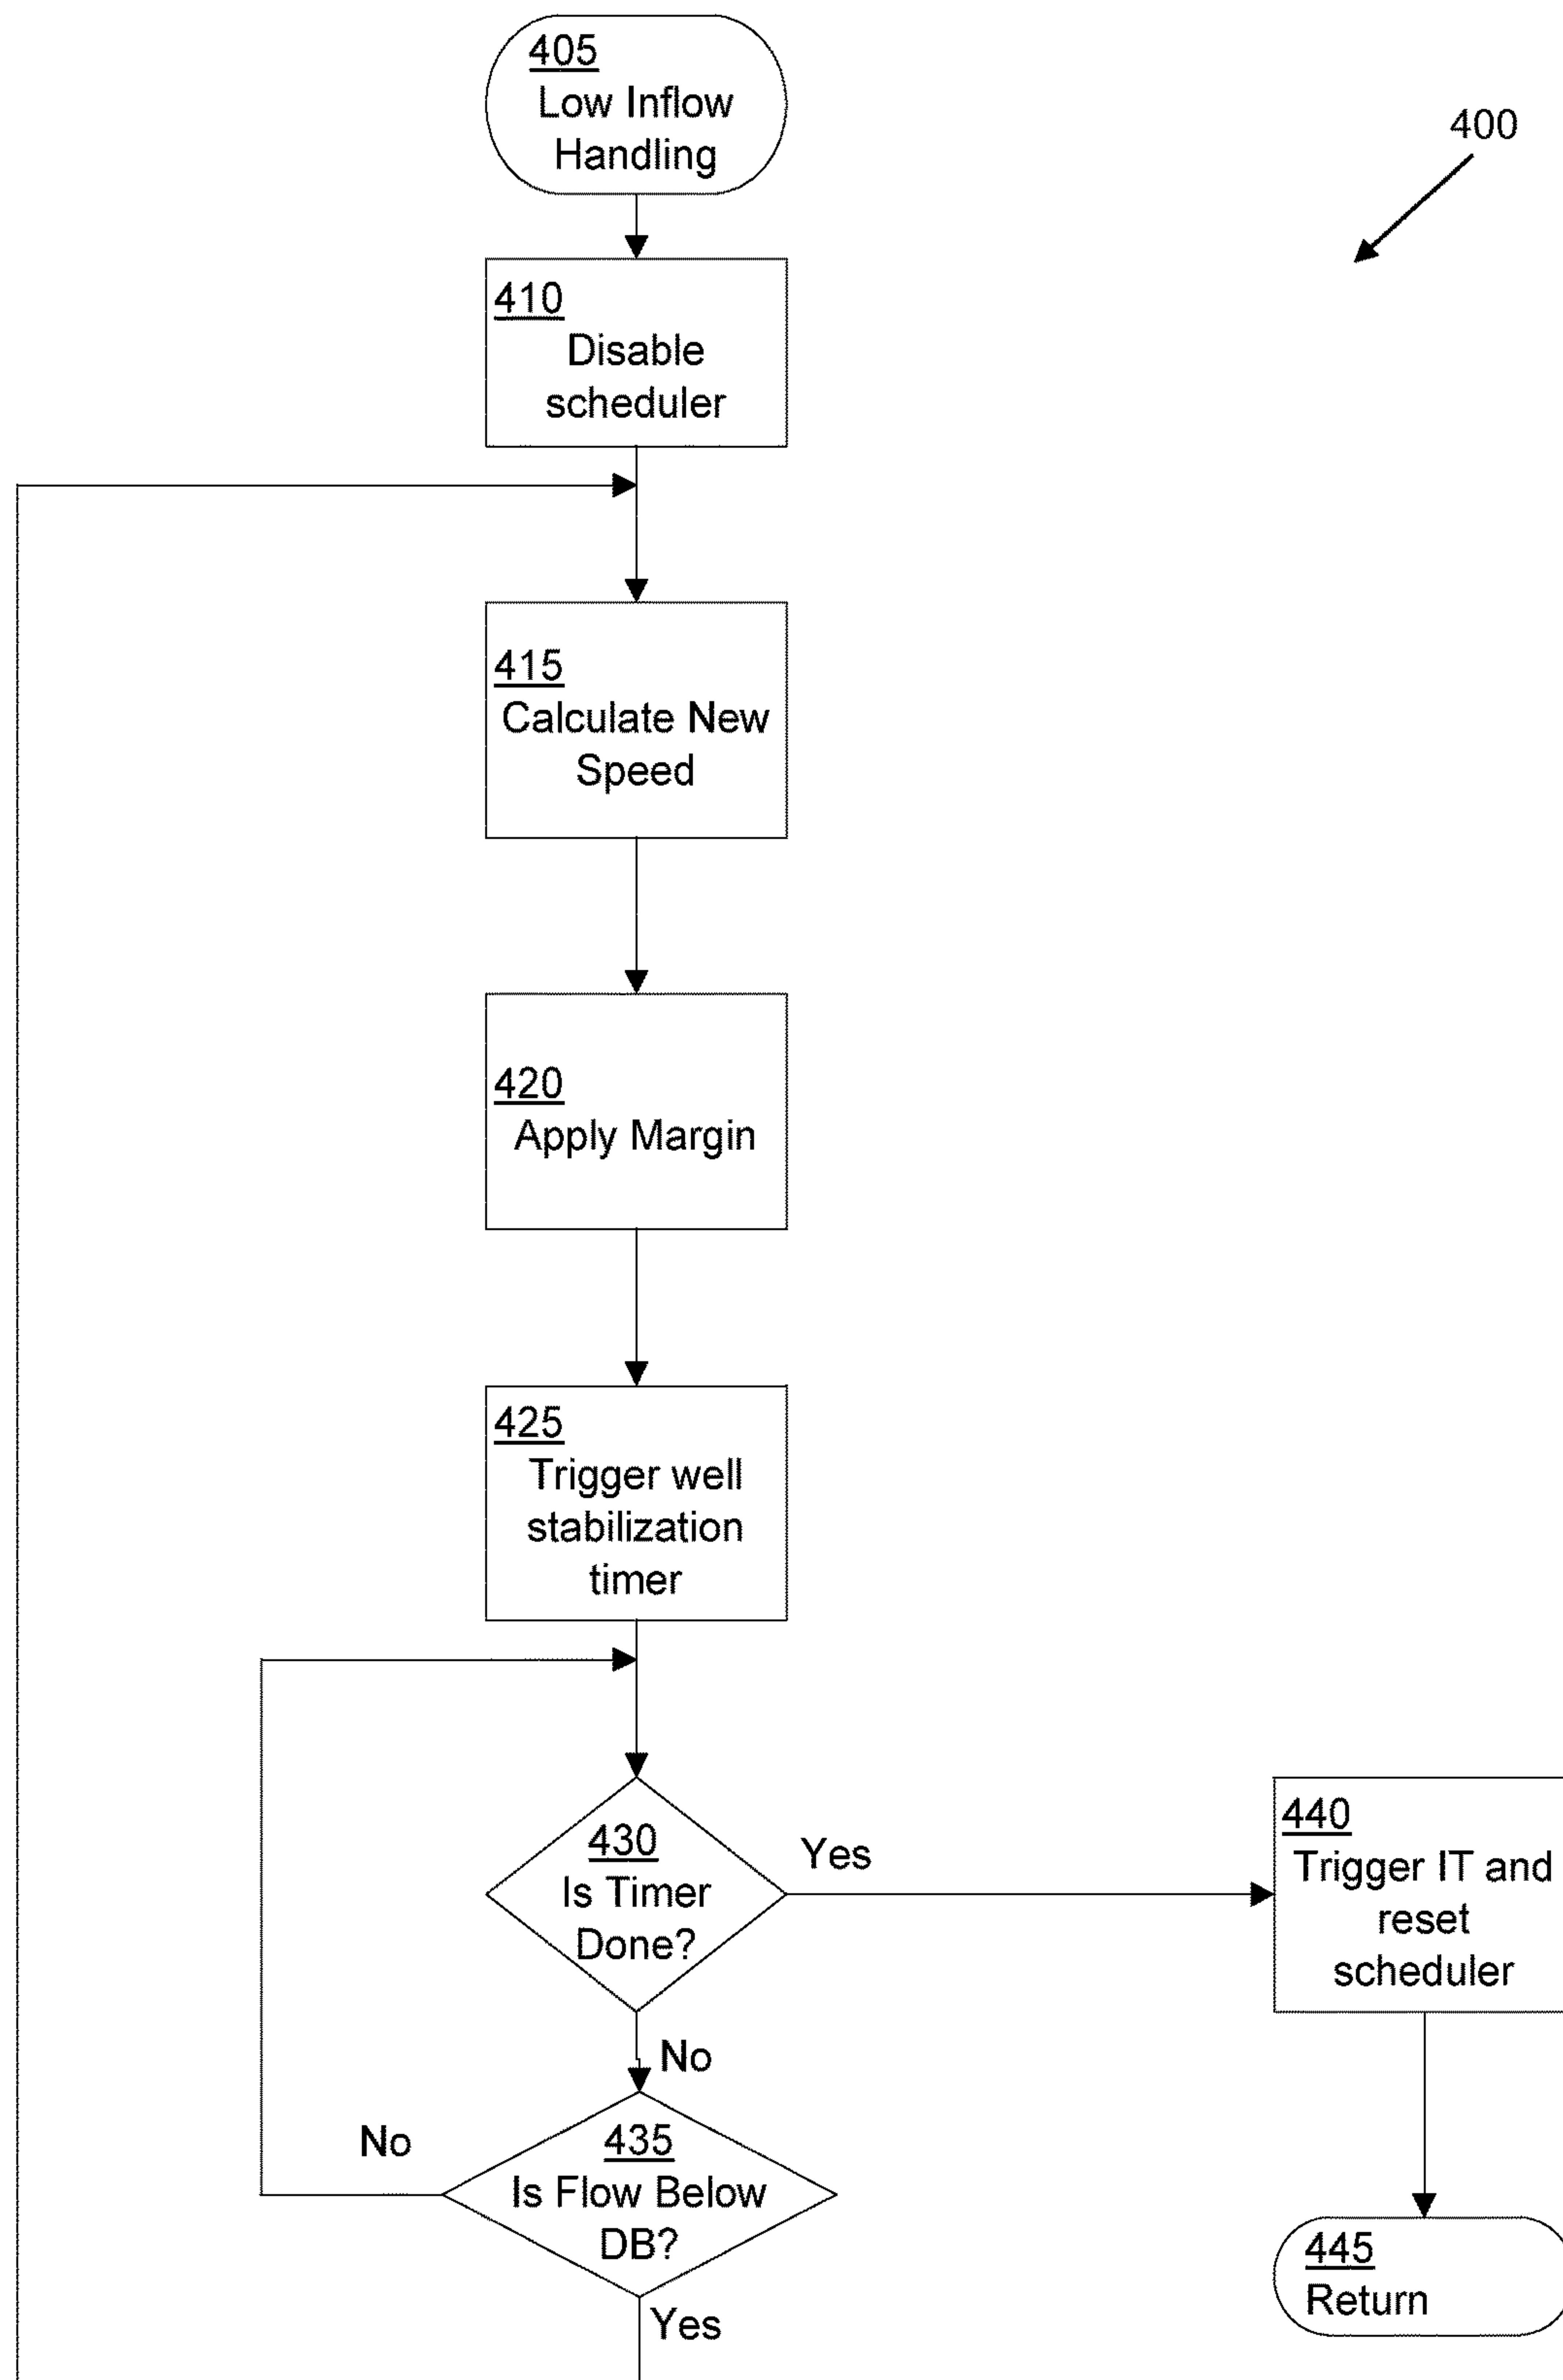 405
Low Inflow
Handling
400
410
Disable
scheduler
415
Calculate New
Speed
420
Apply Margin
425
Trigger well
stabilization
timer
430
Is Timer
Done?
Yes
440
Trigger IT and
reset
scheduler
No
No
435
Is Flow Below
DB?
445
Return
Yes